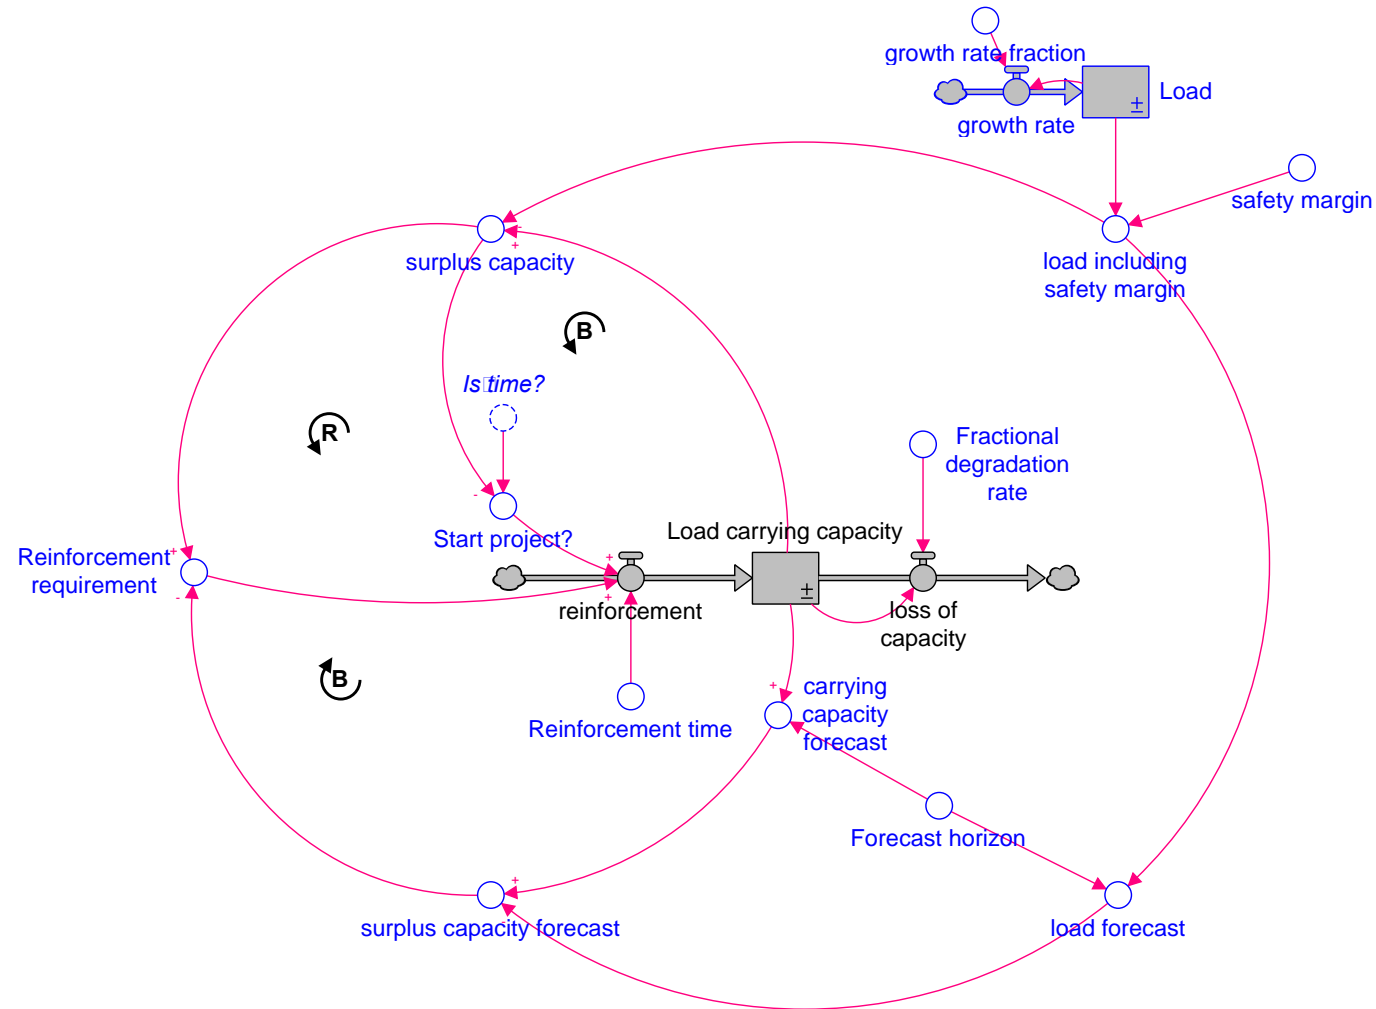 growth rate fraction
Load
±
growth rate
safety margin
-
+
surplus capacity
load including
safety margin
B
Is time?
R
Fractional
degradation
rate
-
Start project?
Load carrying capacity
+
Reinforcement
requirement
+
±
-
+
reinforcement
loss of
capacity
B
+
carrying
capacity
forecast
Reinforcement time
Forecast horizon
+
-
surplus capacity forecast
load forecast